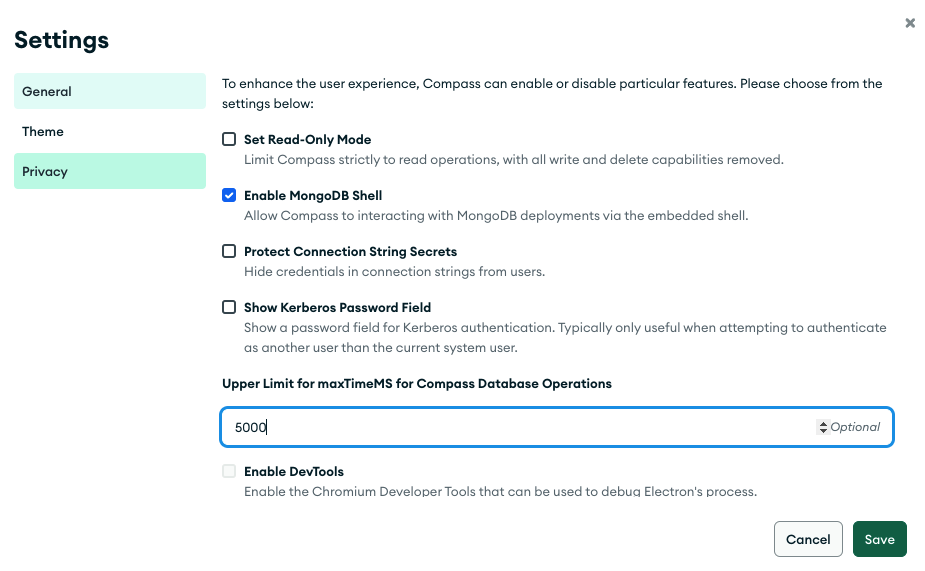 Settings
General
Theme
Privacy
To enhance the user experience, Compass can enable or disable particular features. Please choose from the
settings below:
Set Read-Only Mode
Limit Compass strictly to read operations, with all write and delete capabilities removed.
Enable MongoDB Shell
Allow Compass to interacting with MongoDB deployments via the embedded shell.
Protect Connection String Secrets
Hide credentials in connection strings from users.
Show Kerberos Password Field
Show a password field for Kerberos authentication. Typically only useful when attempting to authenticate
as another user than the current system user.
Upper Limit for maxTimeMS for Compass Database Operations
5000 Optional
Enable DevTools
Enable the Chromium Developer Tools that can be used to debug Electron's process.
Cancel Save